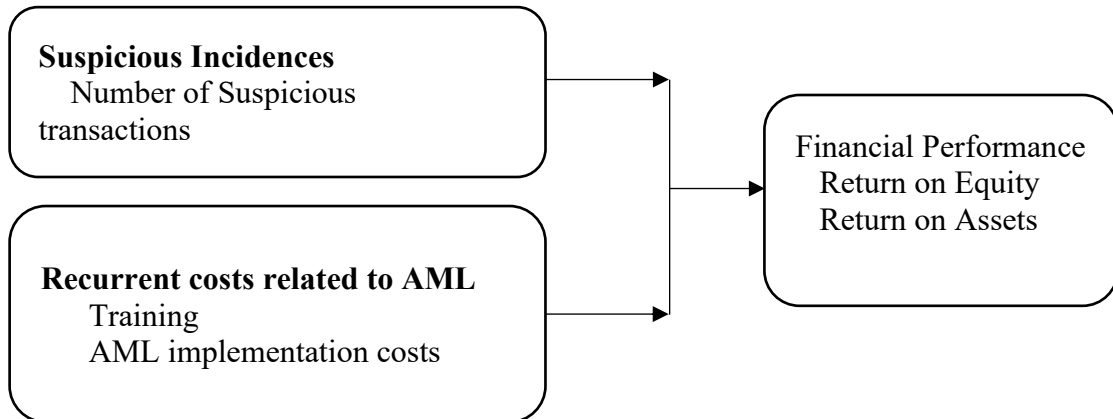 Suspicious Incidences
Number of Suspicious
transactions
Financial Performance
Return on Equity
Return on Assets
Recurrent costs related to AML
Training
AML implementation costs